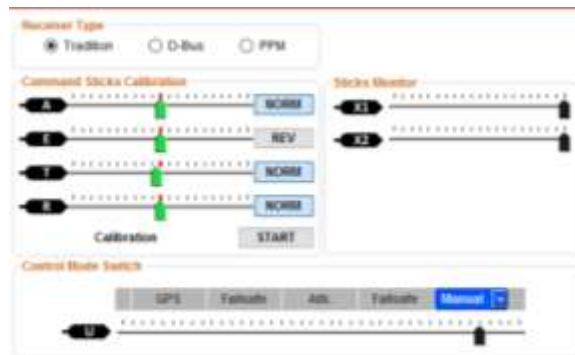 Receiver Type
Tradition D-Bus PPM
Command Sticks Calibration
A NORM
E REV
T NORM
R NORM
Calibration START
Sticks Monitor
X1
X2
Control Mode Switch
GPS Failsafe Atti. Failsafe Manual
U